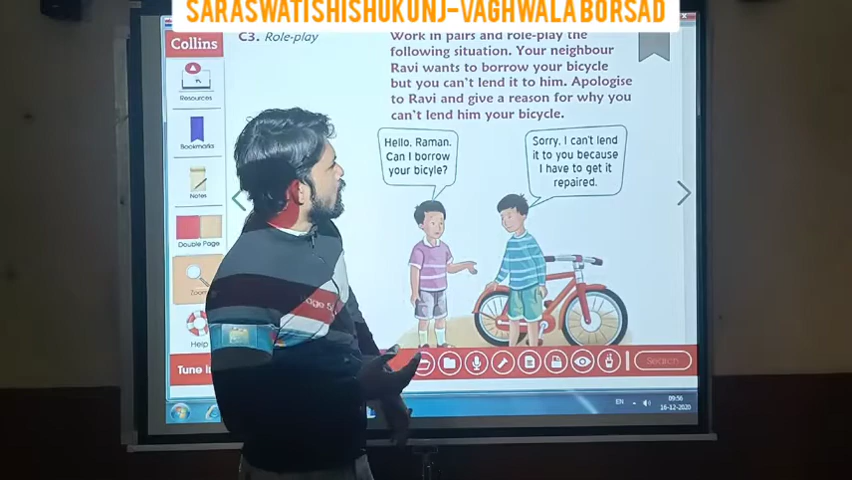 SARASWATISHISHUKUNJ-VAGHWALA BORSAD
Collins
C3. Role-play
Work in pairs and role-play the
following situation. Your neighbour
Ravi wants to borrow your bicycle
but you can't lend it to him. Apologise
to Ravi and give a reason for why you
can't lend him your bicycle.
Resources
Bookmarks
Notes
Double Page
Zoom
Help
Tune In
Hello, Raman.
Can I borrow
your bicyle?
Sorry, I can't lend
it to you because
I have to get it
repaired.
Search
EN
09:56
16-12-2020